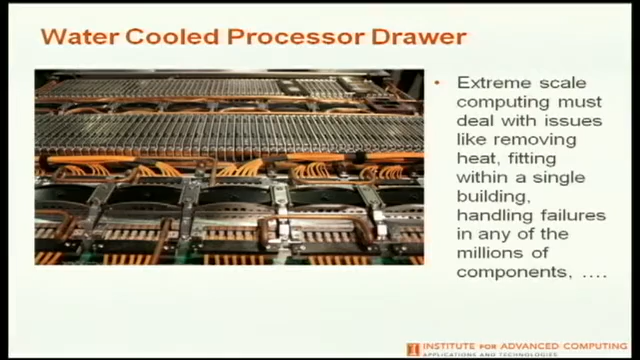 Water Cooled Processor Drawer
• Extreme scale
computing must
deal with issues
like removing
heat, fitting
within a single
building,
handling failures
in any of the
millions of
components, ....
I INSTITUTE FOR ADVANCED COMPUTING
APPLICATIONS AND TECHNOLOGIES